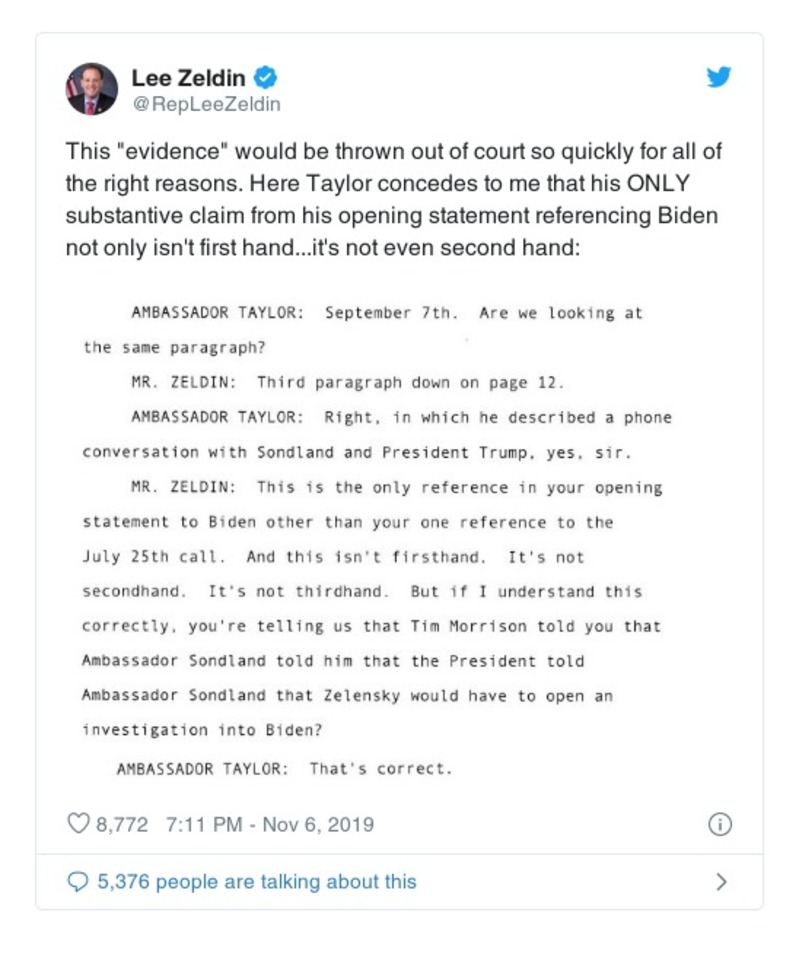 Lee Zeldin
@RepLeeZeldin
This "evidence" would be thrown out of court so quickly for all of
the right reasons. Here Taylor concedes to me that his ONLY
substantive claim from his opening statement referencing Biden
not only isn't first hand...it's not even second hand:
AMBASSADOR TAYLOR: September 7th. Are we looking at
the same paragraph?
MR. ZELDIN: Third paragraph down on page 12.
AMBASSADOR TAYLOR: Right, in which he described a phone
conversation with Sondland and President Trump, yes, sir.
MR. ZELDIN: This is the only reference in your opening
statement to Biden other than your one reference to the
July 25th call. And this isn't firsthand. It's not
secondhand. It's not thirdhand. But if I understand this
correctly, you're telling us that Tim Morrison told you that
Ambassador Sondland told him that the President told
Ambassador Sondland that Zelensky would have to open an
investigation into Biden?
AMBASSADOR TAYLOR: That's correct.
8,772 7:11 PM - Nov 6, 2019
5,376 people are talking about this